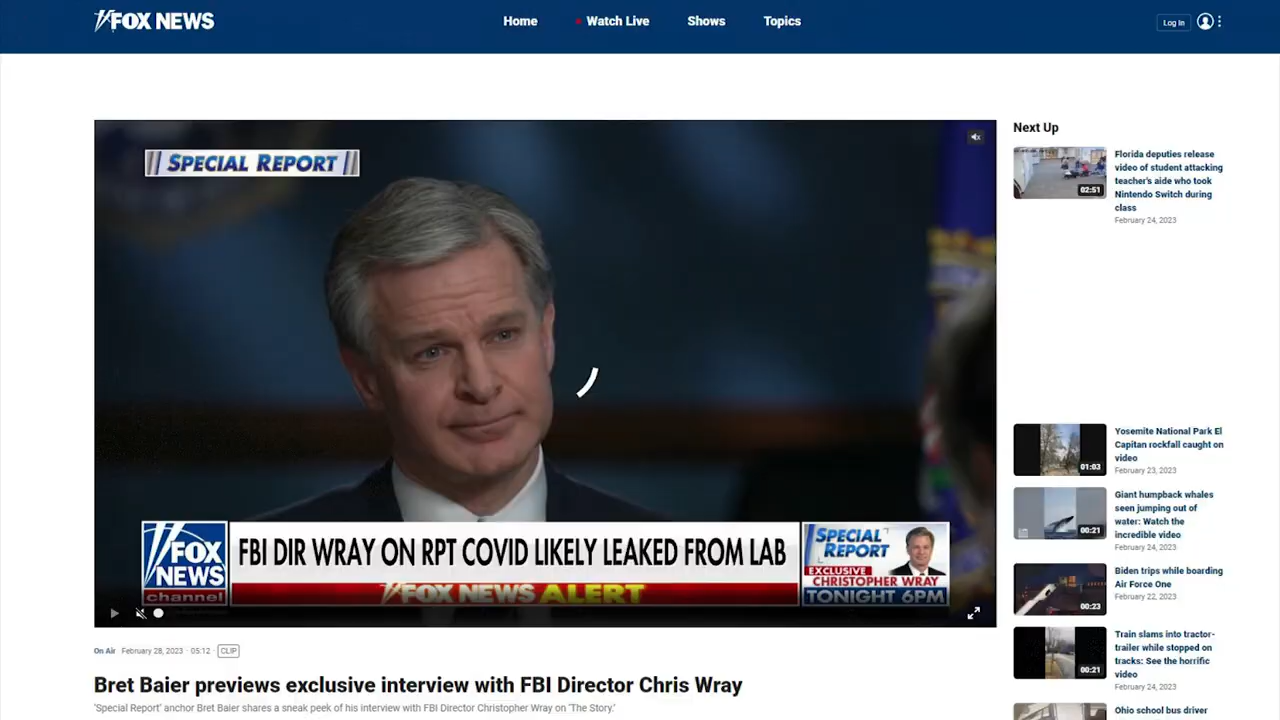 FOX NEWS
Home
Watch Live
Shows
Topics
Log In
SPECIAL REPORT
FOX
NEWS
channel
FBI DIR WRAY ON RPT COVID LIKELY LEAKED FROM LAB
FOX NEWS ALERT
SPECIAL
REPORT
EXCLUSIVE
CHRISTOPHER WRAY
TONIGHT 6PM
On Air February 28, 2023 · 05:12 · CLIP
Bret Baier previews exclusive interview with FBI Director Chris Wray
'Special Report' anchor Bret Baier shares a sneak peek of his interview with FBI Director Christopher Wray on 'The Story.'
Next Up
02:51
Florida deputies release
video of student attacking
teacher's aide who took
Nintendo Switch during
class
February 24, 2023
01:03
Yosemite National Park El
Capitan rockfall caught on
video
February 23, 2023
00:21
Giant humpback whales
seen jumping out of
water: Watch the
incredible video
February 24, 2023
00:23
Biden trips while boarding
Air Force One
February 22, 2023
00:21
Train slams into tractor-
trailer while stopped on
tracks: See the horrific
video
February 24, 2023
Ohio school bus driver